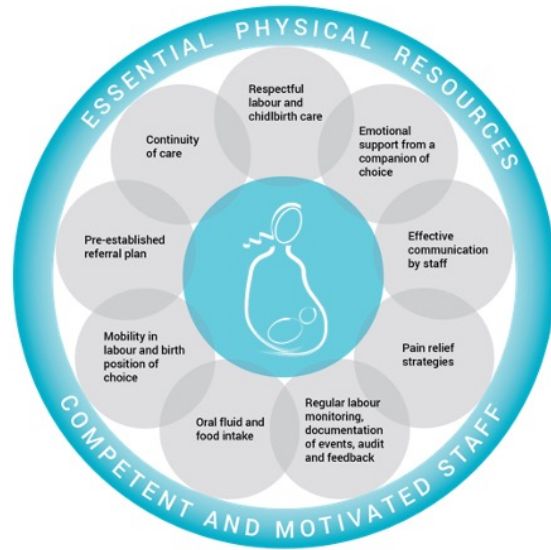 ESSENTIAL PHYSICAL RESOURCES
Respectful
labour and
chidlbirth care
Emotional
support from a
companion of
choice
Effective
communication
by staff
Pain relief
strategies
Regular labour
monitoring,
documentation
of events, audit
and feedback
Oral fluid and
food intake
Mobility in
labour and birth
position of
choice
Pre-established
referral plan
Continuity
of care
COMPETENT AND MOTIVATED STAFF